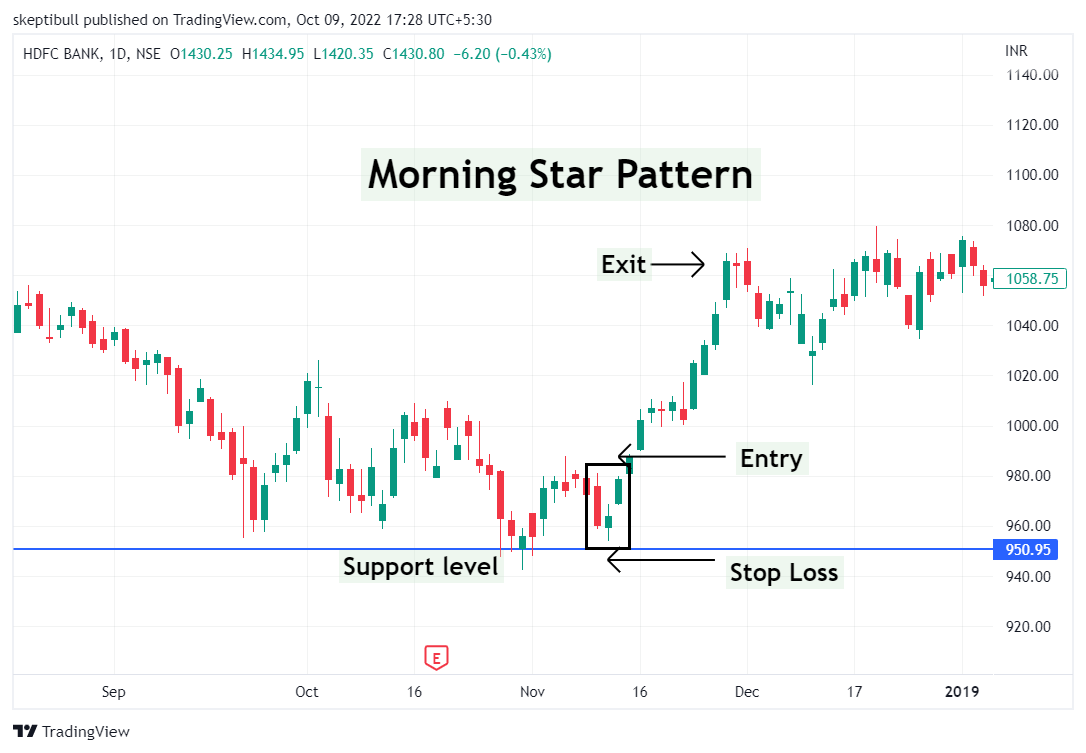 skeptibull published on TradingView.com, Oct 09, 2022 17:28 UTC+5:30
HDFC BANK, 1D, NSE O1430.25 H1434.95 L1420.35 C1430.80 −6.20 (−0.43%)
INR
1140.00
1120.00
Morning Star Pattern
1100.00
1080.00
Exit
1058.75
1040.00
1020.00
1000.00
Entry
980.00
960.00
950.95
Support level
Stop Loss
940.00
920.00
E
Sep Oct 16 Nov 16 Dec 17 2019
TradingView